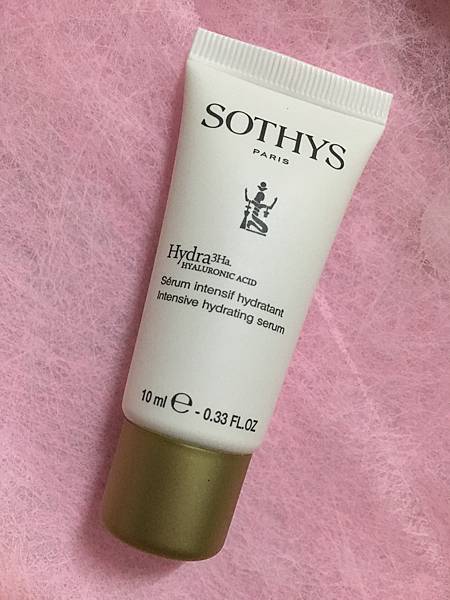 SOTHYS
PARIS
Hydra3Ha.
HYALURONIC ACID
Sérum intensif hydratant
Intensive hydrating serum
10 ml ℮ - 0.33 FL.OZ